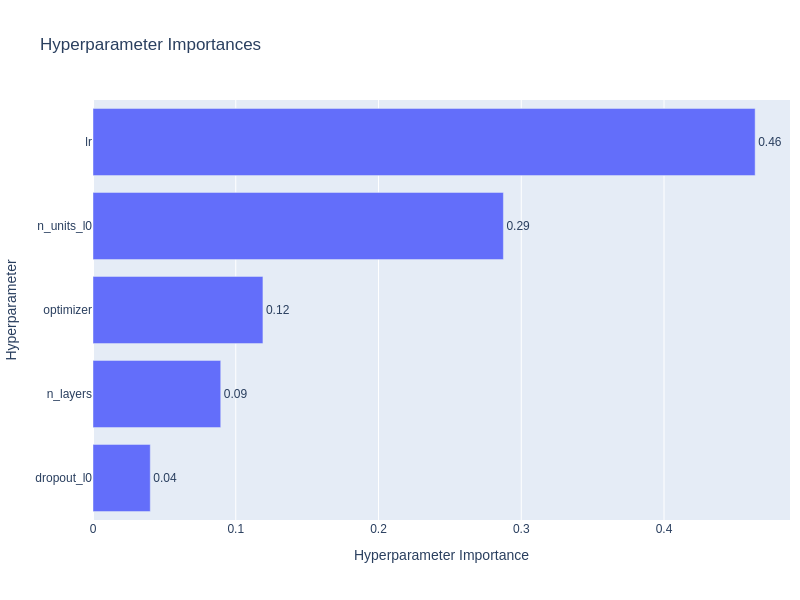 Hyperparameter Importances
lr
0.46
n_units_l0
0.29
optimizer
0.12
n_layers
0.09
dropout_l0
0.04
0
0.1
0.2
0.3
0.4
Hyperparameter Importance
Hyperparameter